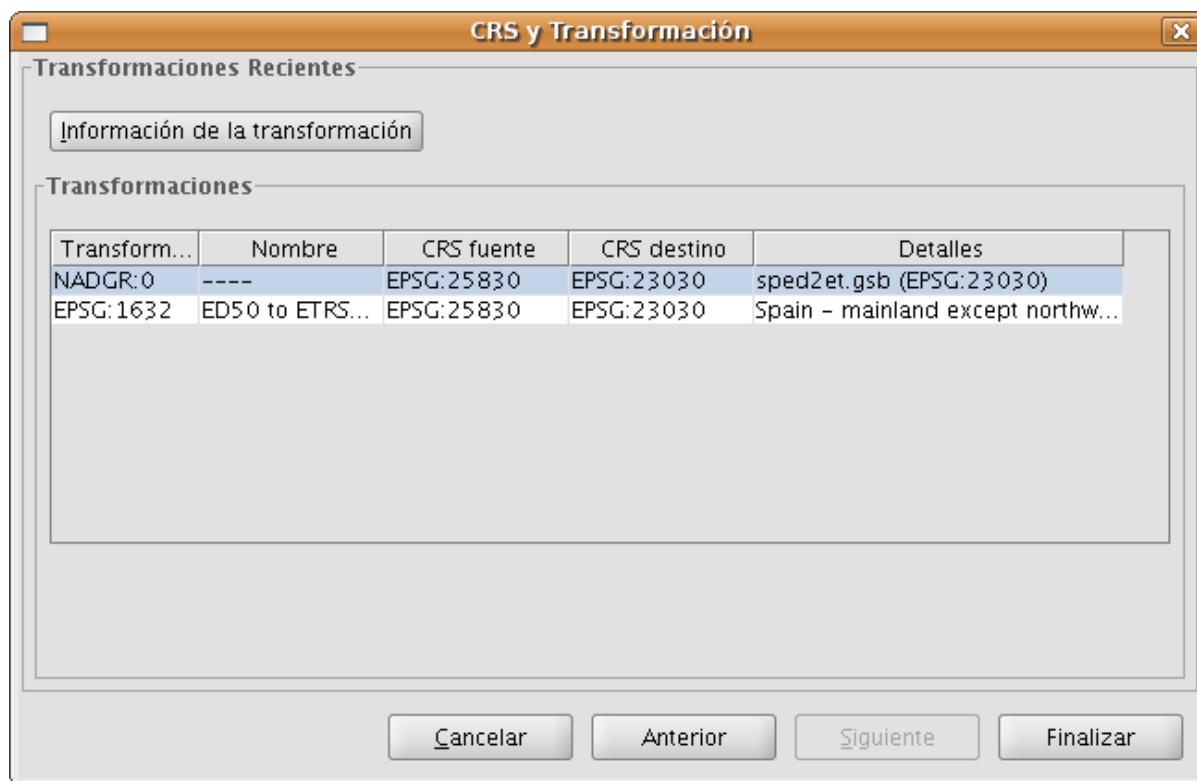 CRS y Transformación
Transformaciones Recientes
Información de la transformación
Transformaciones
Transform... Nombre CRS fuente CRS destino Detalles
NADGR:0 ---- EPSG:25830 EPSG:23030 sped2et.gsb (EPSG:23030)
EPSG:1632 ED50 to ETRS... EPSG:25830 EPSG:23030 Spain – mainland except northw...
Cancelar Anterior Siguiente Finalizar